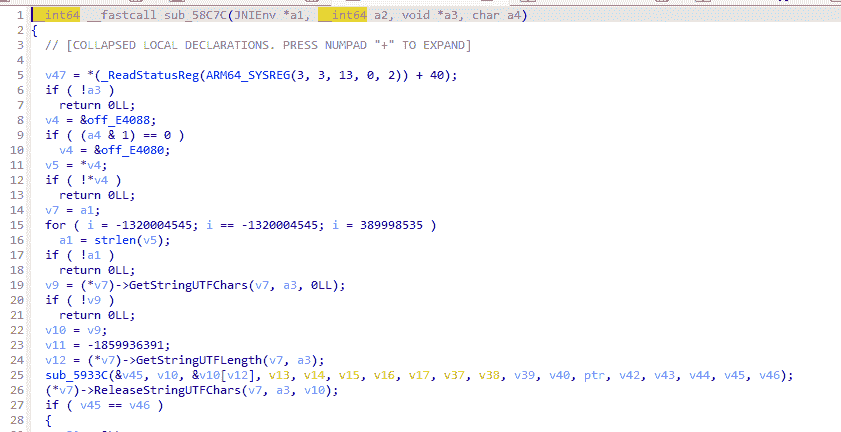 1 __int64 __fastcall sub_58C7C(JNIEnv *a1, __int64 a2, void *a3, char a4)
2 {
3 // [COLLAPSED LOCAL DECLARATIONS. PRESS NUMPAD "+" TO EXPAND]
4
5 v47 = *(_ReadStatusReg(ARM64_SYSREG(3, 3, 13, 0, 2)) + 40);
6 if ( !a3 )
7 return 0LL;
8 v4 = &off_E4088;
9 if ( (a4 & 1) == 0 )
10 v4 = &off_E4080;
11 v5 = *v4;
12 if ( !*v4 )
13 return 0LL;
14 v7 = a1;
15 for ( i = -1320004545; i == -1320004545; i = 389998535 )
16 a1 = strlen(v5);
17 if ( !a1 )
18 return 0LL;
19 v9 = (*v7)->GetStringUTFChars(v7, a3, 0LL);
20 if ( !v9 )
21 return 0LL;
22 v10 = v9;
23 v11 = -1859936391;
24 v12 = (*v7)->GetStringUTFLength(v7, a3);
25 sub_5933C(&v45, v10, &v10[v12], v13, v14, v15, v16, v17, v37, v38, v39, v40, ptr, v42, v43, v44, v45, v46);
26 (*v7)->ReleaseStringUTFChars(v7, a3, v10);
27 if ( v45 == v46 )
28 {